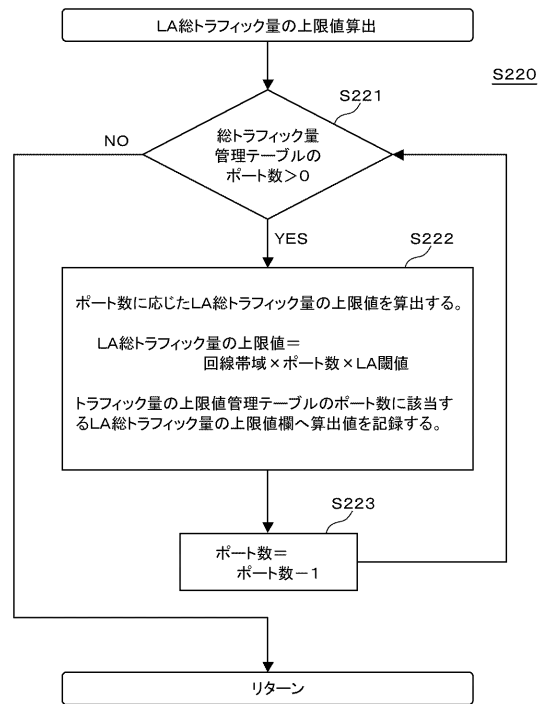 LA総トラフィック量の上限値算出
S220
S221
NO
総トラフィック量
管理テーブルの
ポート数>0
YES
S222
ポート数に応じたLA総トラフィック量の上限値を算出する。
LA総トラフィック量の上限値=
回線帯域×ポート数×LA閾値
トラフィック量の上限値管理テーブルのポート数に該当す
るLA総トラフィック量の上限値欄へ算出値を記録する。
S223
ポート数=
ポート数-1
リターン